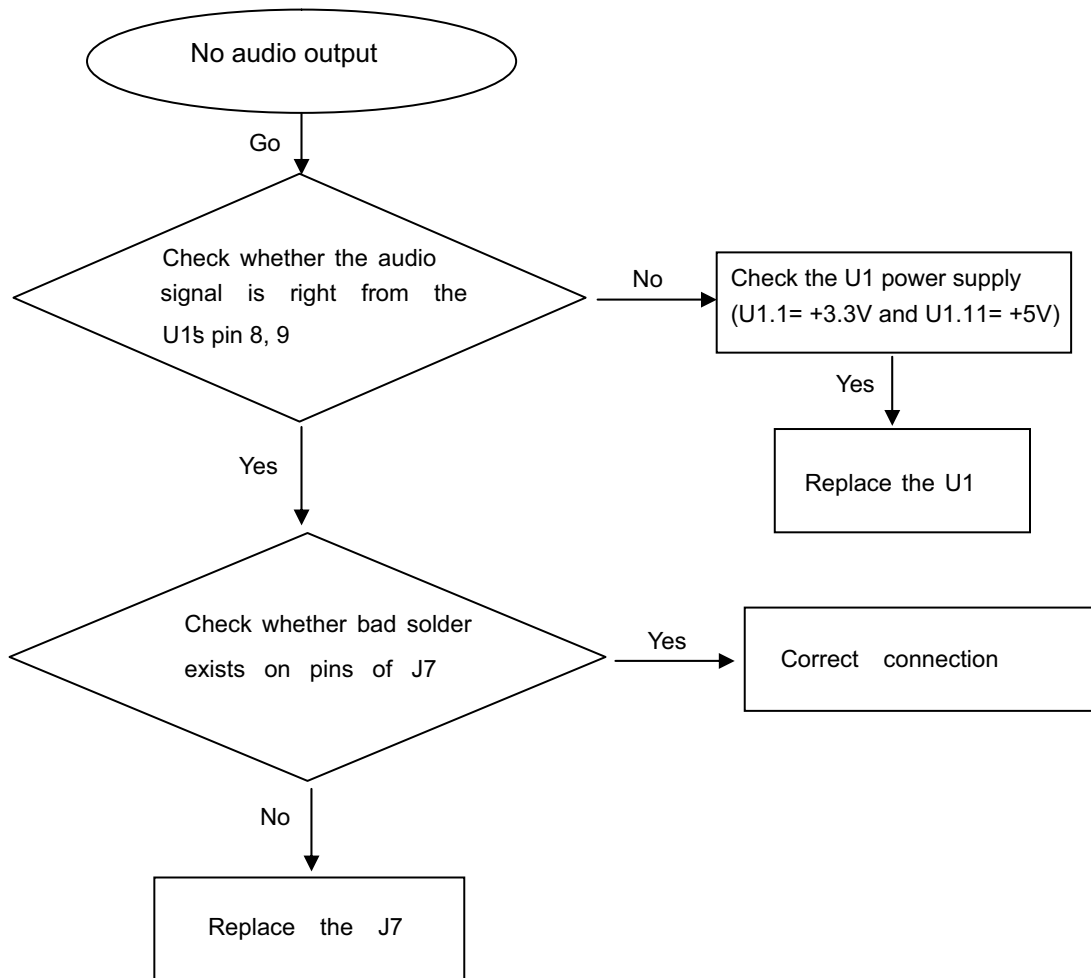 No audio output
Go
Check whether the audio
signal is right from the
U1's pin 8, 9
No
Check the U1 power supply
(U1.1= +3.3V and U1.11= +5V)
Yes
Replace the U1
Yes
Check whether bad solder
exists on pins of J7
Yes
Correct connection
No
Replace the J7